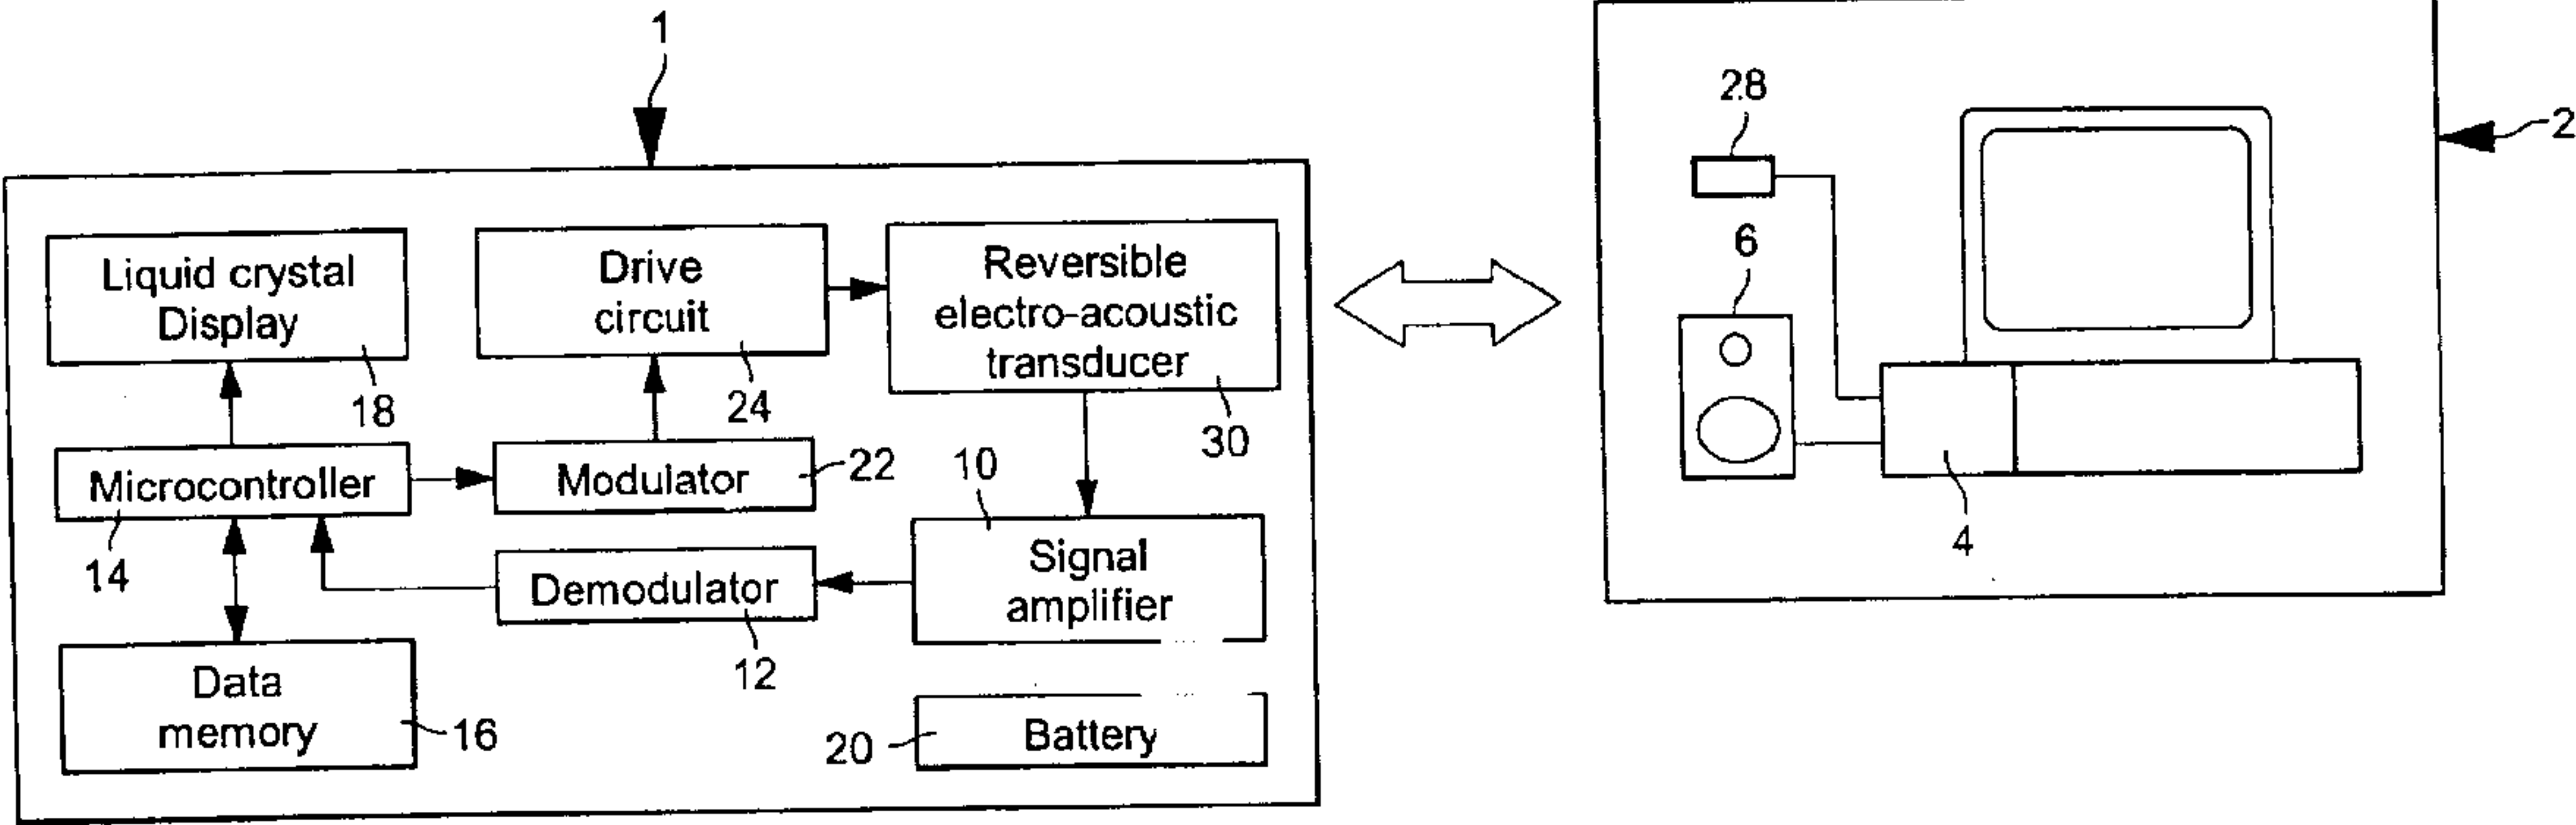 1
28
2
6
Liquid crystal
Display
18
Drive
circuit
24
Reversible
electro-acoustic
transducer
30
Microcontroller
14
Modulator
22
10
Signal
amplifier
Demodulator
12
4
Data
memory
16
20
Battery